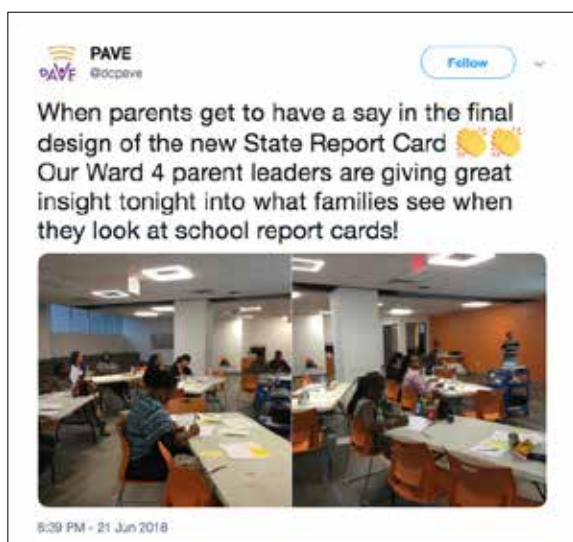 PAVE
PAVE
@dcpave
Follow
When parents get to have a say in the final
design of the new State Report Card 👏👏
Our Ward 4 parent leaders are giving great
insight tonight into what families see when
they look at school report cards!
8:39 PM - 21 Jun 2018